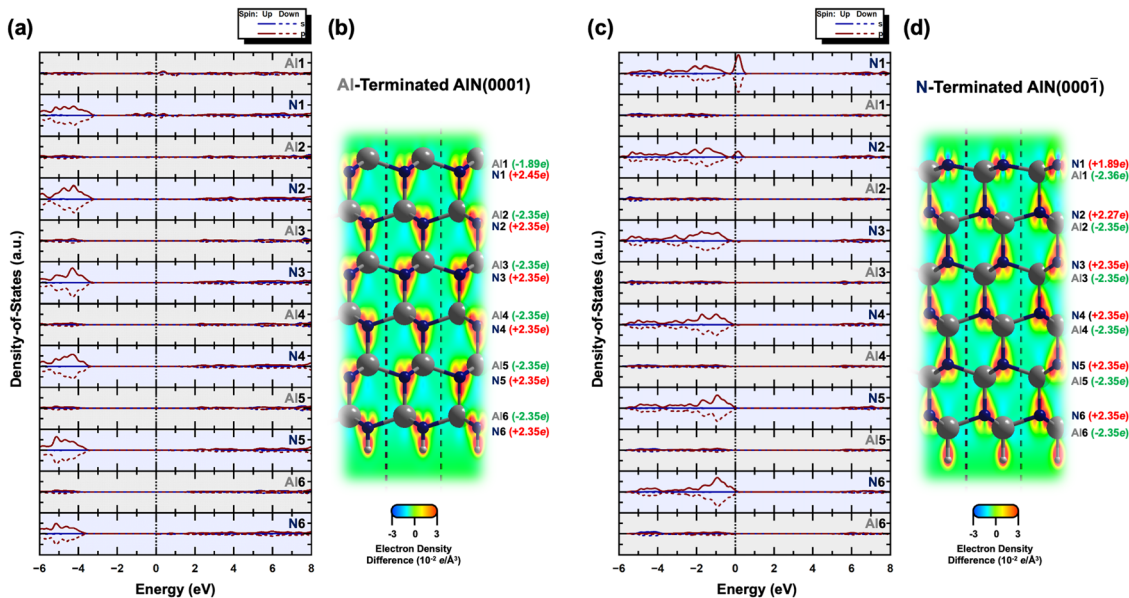 Spin: Up Down
s
p
(a)
Al1
N1
Al2
N2
Al3
N3
Al4
N4
Al5
N5
Al6
N6
Density-of-States (a.u.)
−6 −4 −2 0 2 4 6 8
Energy (eV)
(b)
Al-Terminated AlN(0001)
Al1 (-1.89e)
N1 (+2.45e)
Al2 (-2.35e)
N2 (+2.35e)
Al3 (-2.35e)
N3 (+2.35e)
Al4 (-2.35e)
N4 (+2.35e)
Al5 (-2.35e)
N5 (+2.35e)
Al6 (-2.35e)
N6 (+2.35e)
-3 3
Electron Density
Difference (10⁻² e/Å³)
Spin: Up Down
s
p
(c)
N1
Al1
N2
Al2
N3
Al3
N4
Al4
N5
Al5
N6
Al6
Density-of-States (a.u.)
−6 −4 −2 0 2 4 6 8
Energy (eV)
(d)
N-Terminated AlN(0001̄)
N1 (+1.89e)
Al1 (-2.36e)
N2 (+2.27e)
Al2 (-2.35e)
N3 (+2.35e)
Al3 (-2.35e)
N4 (+2.35e)
Al4 (-2.35e)
N5 (+2.35e)
Al5 (-2.35e)
N6 (+2.35e)
Al6 (-2.35e)
-3 3
Electron Density
Difference (10⁻² e/Å³)